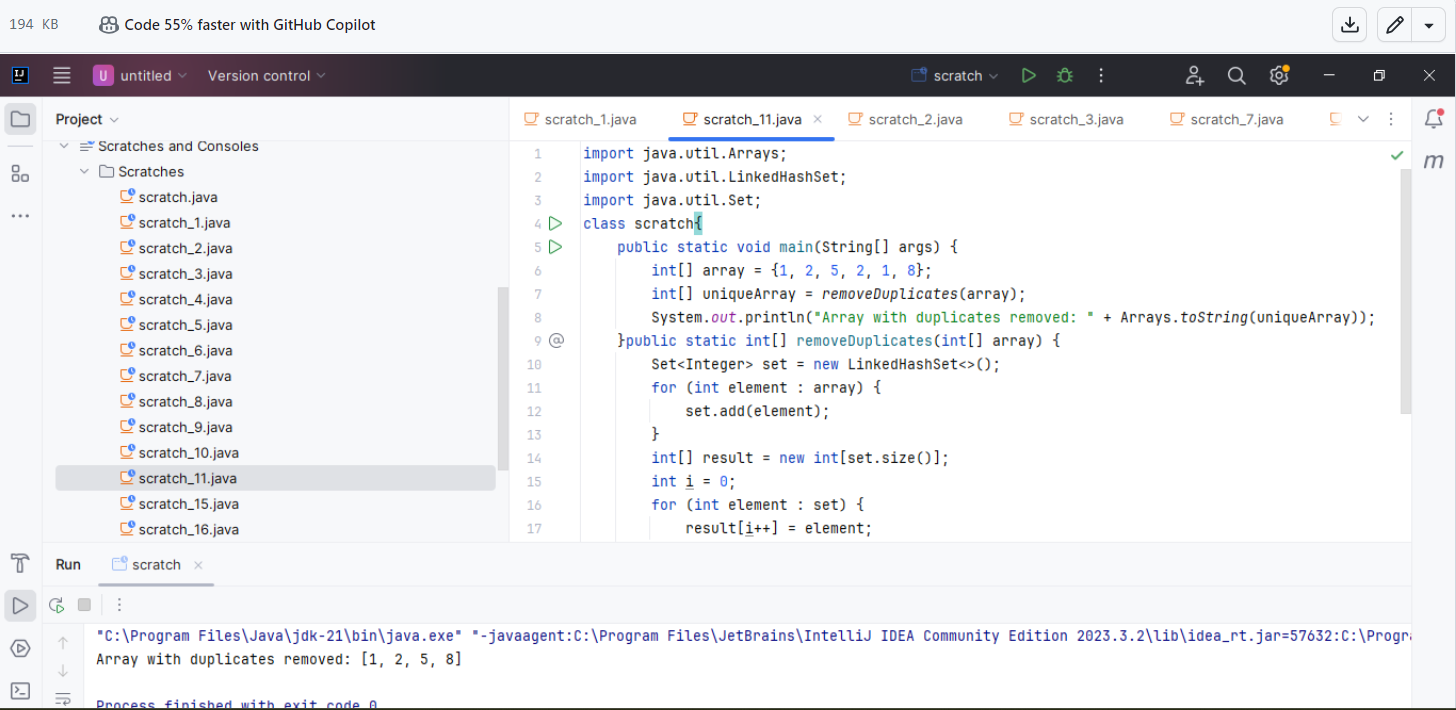 194 KB Code 55% faster with GitHub Copilot
U untitled Version control scratch
Project
scratch_1.java scratch_11.java scratch_2.java scratch_3.java scratch_7.java
Scratches and Consoles
Scratches
scratch.java
scratch_1.java
scratch_2.java
scratch_3.java
scratch_4.java
scratch_5.java
scratch_6.java
scratch_7.java
scratch_8.java
scratch_9.java
scratch_10.java
scratch_11.java
scratch_15.java
scratch_16.java
1 import java.util.Arrays;
2 import java.util.LinkedHashSet;
3 import java.util.Set;
4 class scratch{
5 public static void main(String[] args) {
6 int[] array = {1, 2, 5, 2, 1, 8};
7 int[] uniqueArray = removeDuplicates(array);
8 System.out.println("Array with duplicates removed: " + Arrays.toString(uniqueArray));
9 @ }public static int[] removeDuplicates(int[] array) {
10 Set<Integer> set = new LinkedHashSet<>();
11 for (int element : array) {
12 set.add(element);
13 }
14 int[] result = new int[set.size()];
15 int i = 0;
16 for (int element : set) {
17 result[i++] = element;
m
Run scratch
"C:\Program Files\Java\jdk-21\bin\java.exe" "-javaagent:C:\Program Files\JetBrains\IntelliJ IDEA Community Edition 2023.3.2\lib\idea_rt.jar=57632:C:\Progr
Array with duplicates removed: [1, 2, 5, 8]
Process finished with exit code 0